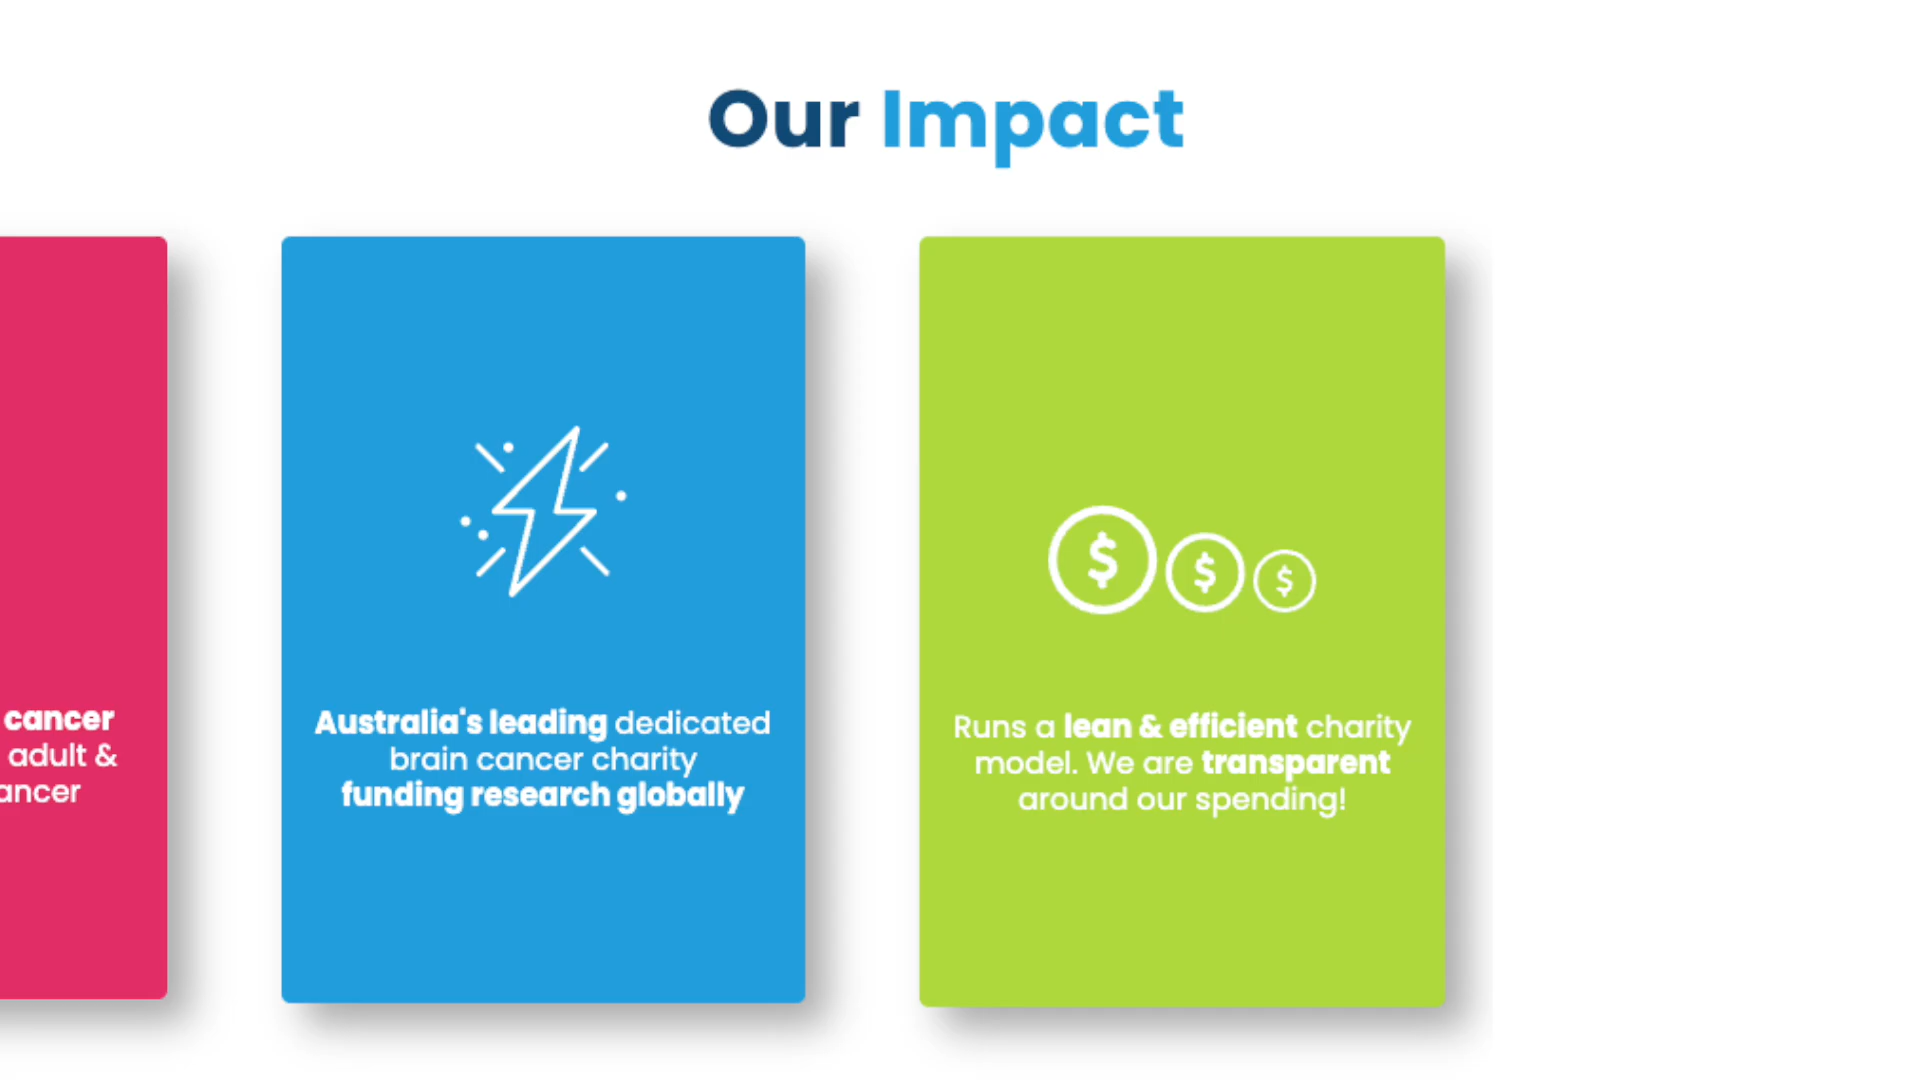 Our Impact
cancer
adult &
Australia's leading dedicated
brain cancer charity
funding research globally
$ $ $
Runs a lean & efficient charity
model. We are transparent
around our spending!